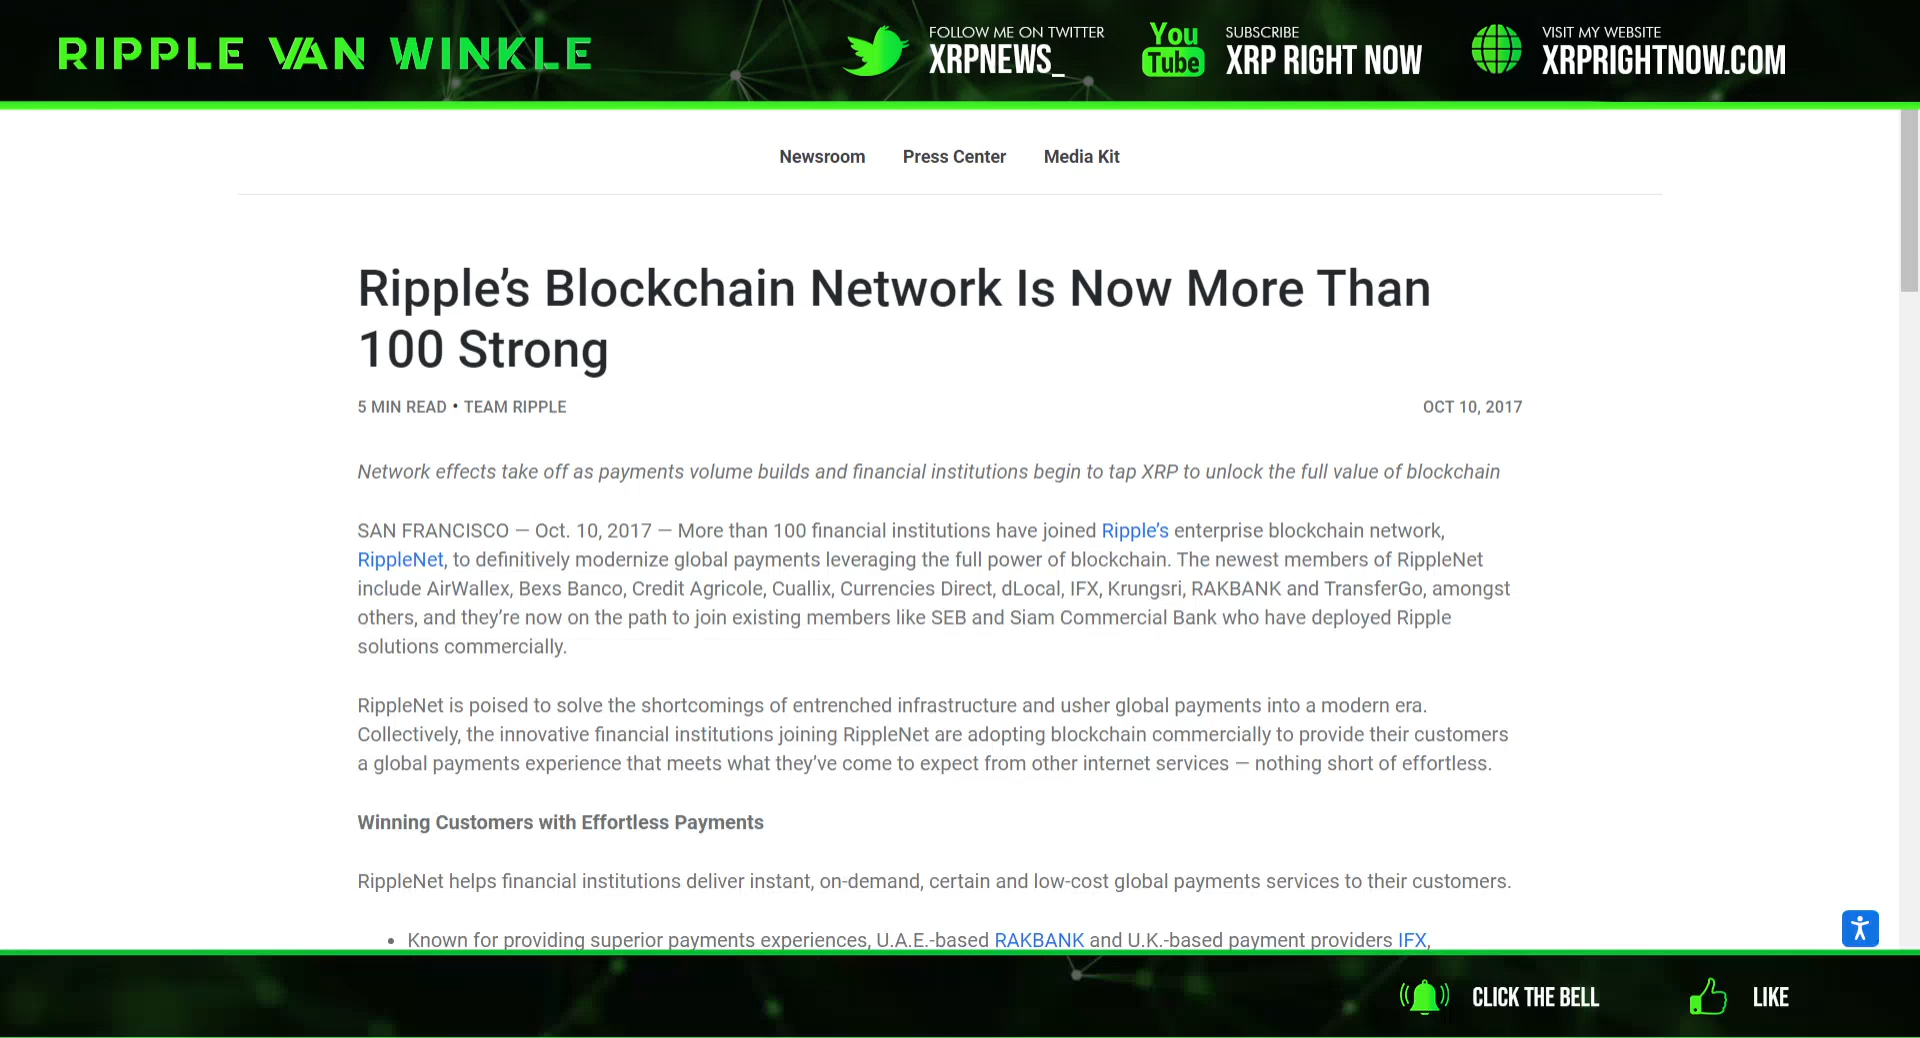 RIPPLE VAN WINKLE
FOLLOW ME ON TWITTER
XRPNEWS_
You
Tube
SUBSCRIBE
XRP RIGHT NOW
VISIT MY WEBSITE
XRPRIGHTNOW.COM
Newsroom Press Center Media Kit
Ripple’s Blockchain Network Is Now More Than
100 Strong
5 MIN READ • TEAM RIPPLE OCT 10, 2017
Network effects take off as payments volume builds and financial institutions begin to tap XRP to unlock the full value of blockchain
SAN FRANCISCO — Oct. 10, 2017 — More than 100 financial institutions have joined Ripple’s enterprise blockchain network,
RippleNet, to definitively modernize global payments leveraging the full power of blockchain. The newest members of RippleNet
include AirWallex, Bexs Banco, Credit Agricole, Cuallix, Currencies Direct, dLocal, IFX, Krungsri, RAKBANK and TransferGo, amongst
others, and they’re now on the path to join existing members like SEB and Siam Commercial Bank who have deployed Ripple
solutions commercially.
RippleNet is poised to solve the shortcomings of entrenched infrastructure and usher global payments into a modern era.
Collectively, the innovative financial institutions joining RippleNet are adopting blockchain commercially to provide their customers
a global payments experience that meets what they’ve come to expect from other internet services — nothing short of effortless.
Winning Customers with Effortless Payments
RippleNet helps financial institutions deliver instant, on-demand, certain and low-cost global payments services to their customers.
• Known for providing superior payments experiences, U.A.E.-based RAKBANK and U.K.-based payment providers IFX,
CLICK THE BELL
LIKE